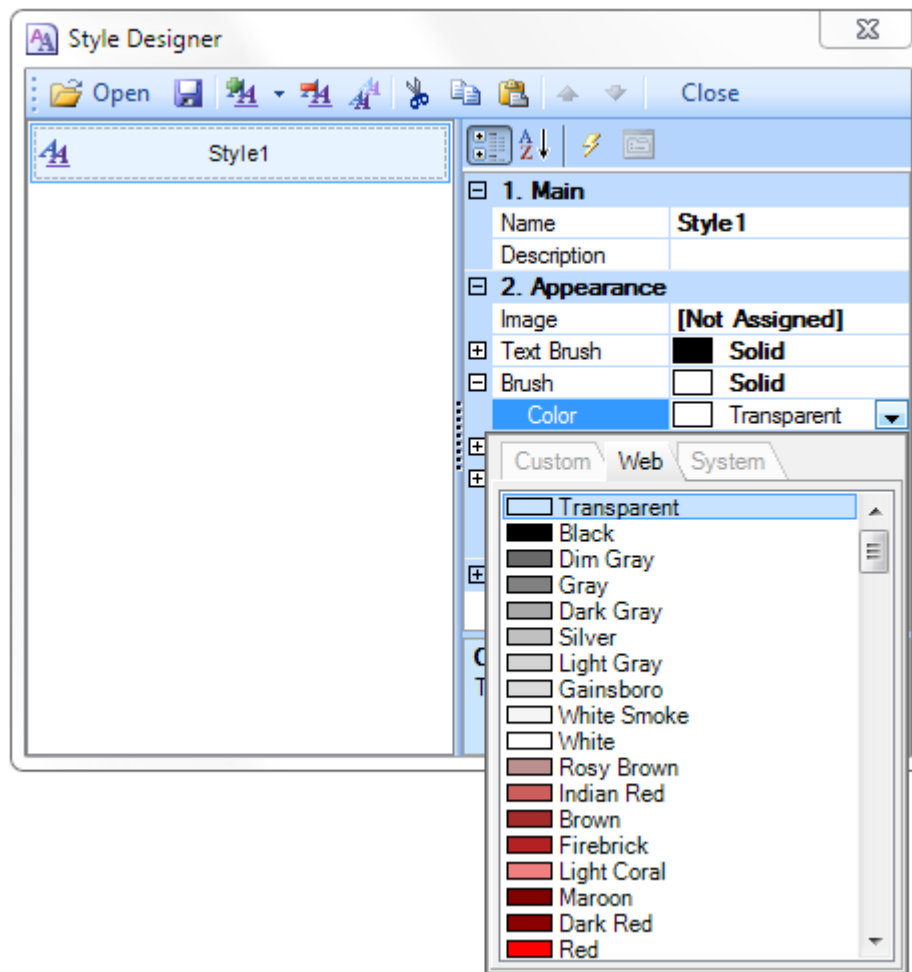 Style Designer
Open Close
Style1
1. Main
Name Style1
Description
2. Appearance
Image [Not Assigned]
Text Brush Solid
Brush Solid
Color Transparent
Custom Web System
Transparent
Black
Dim Gray
Gray
Dark Gray
Silver
Light Gray
Gainsboro
White Smoke
White
Rosy Brown
Indian Red
Brown
Firebrick
Light Coral
Maroon
Dark Red
Red